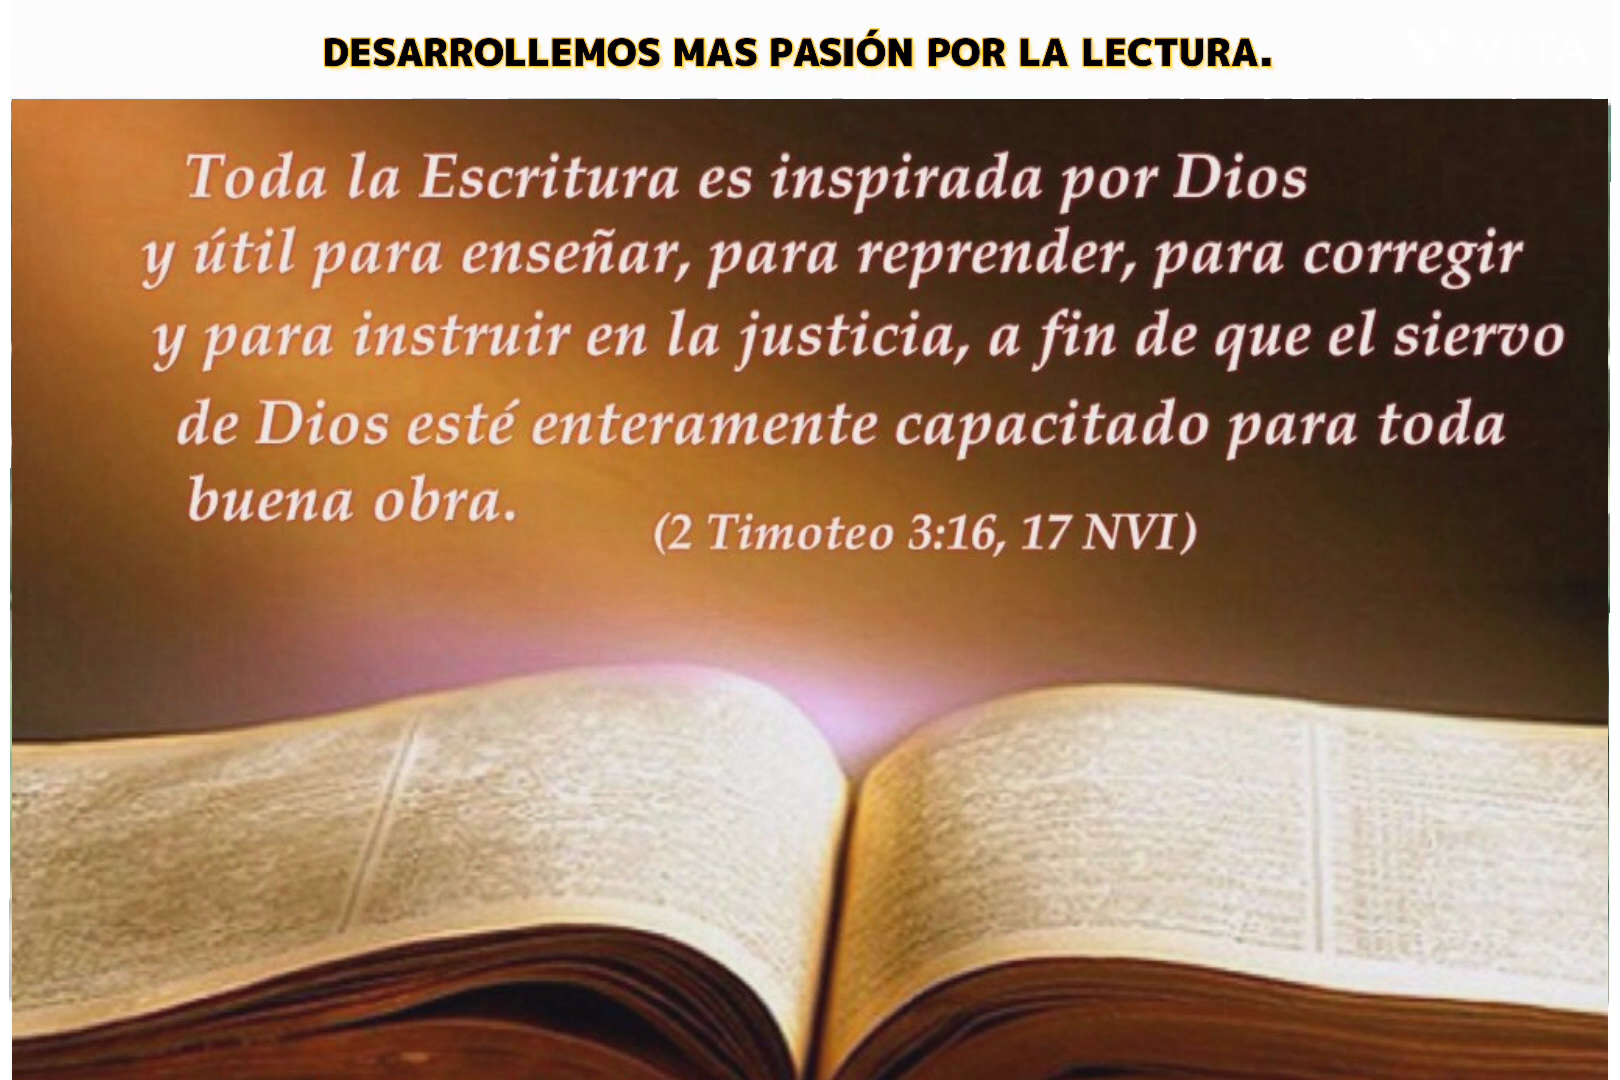 DESARROLLEMOS MAS PASIÓN POR LA LECTURA.
VITA
Toda la Escritura es inspirada por Dios
y útil para enseñar, para reprender, para corregir
y para instruir en la justicia, a fin de que el siervo
de Dios esté enteramente capacitado para toda
buena obra.
(2 Timoteo 3:16, 17 NVI)